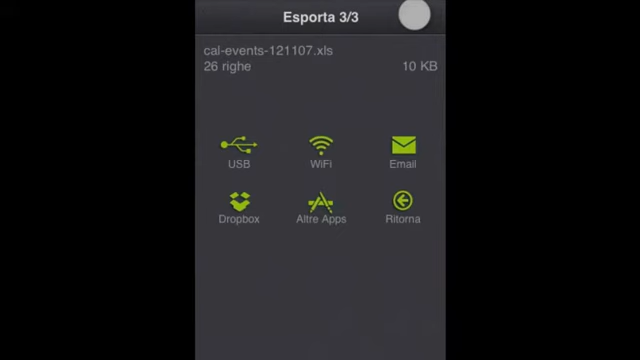 Esporta 3/3
cal-events-121107.xls
26 righe 10 KB
USB WiFi Email
Dropbox Altre Apps Ritorna